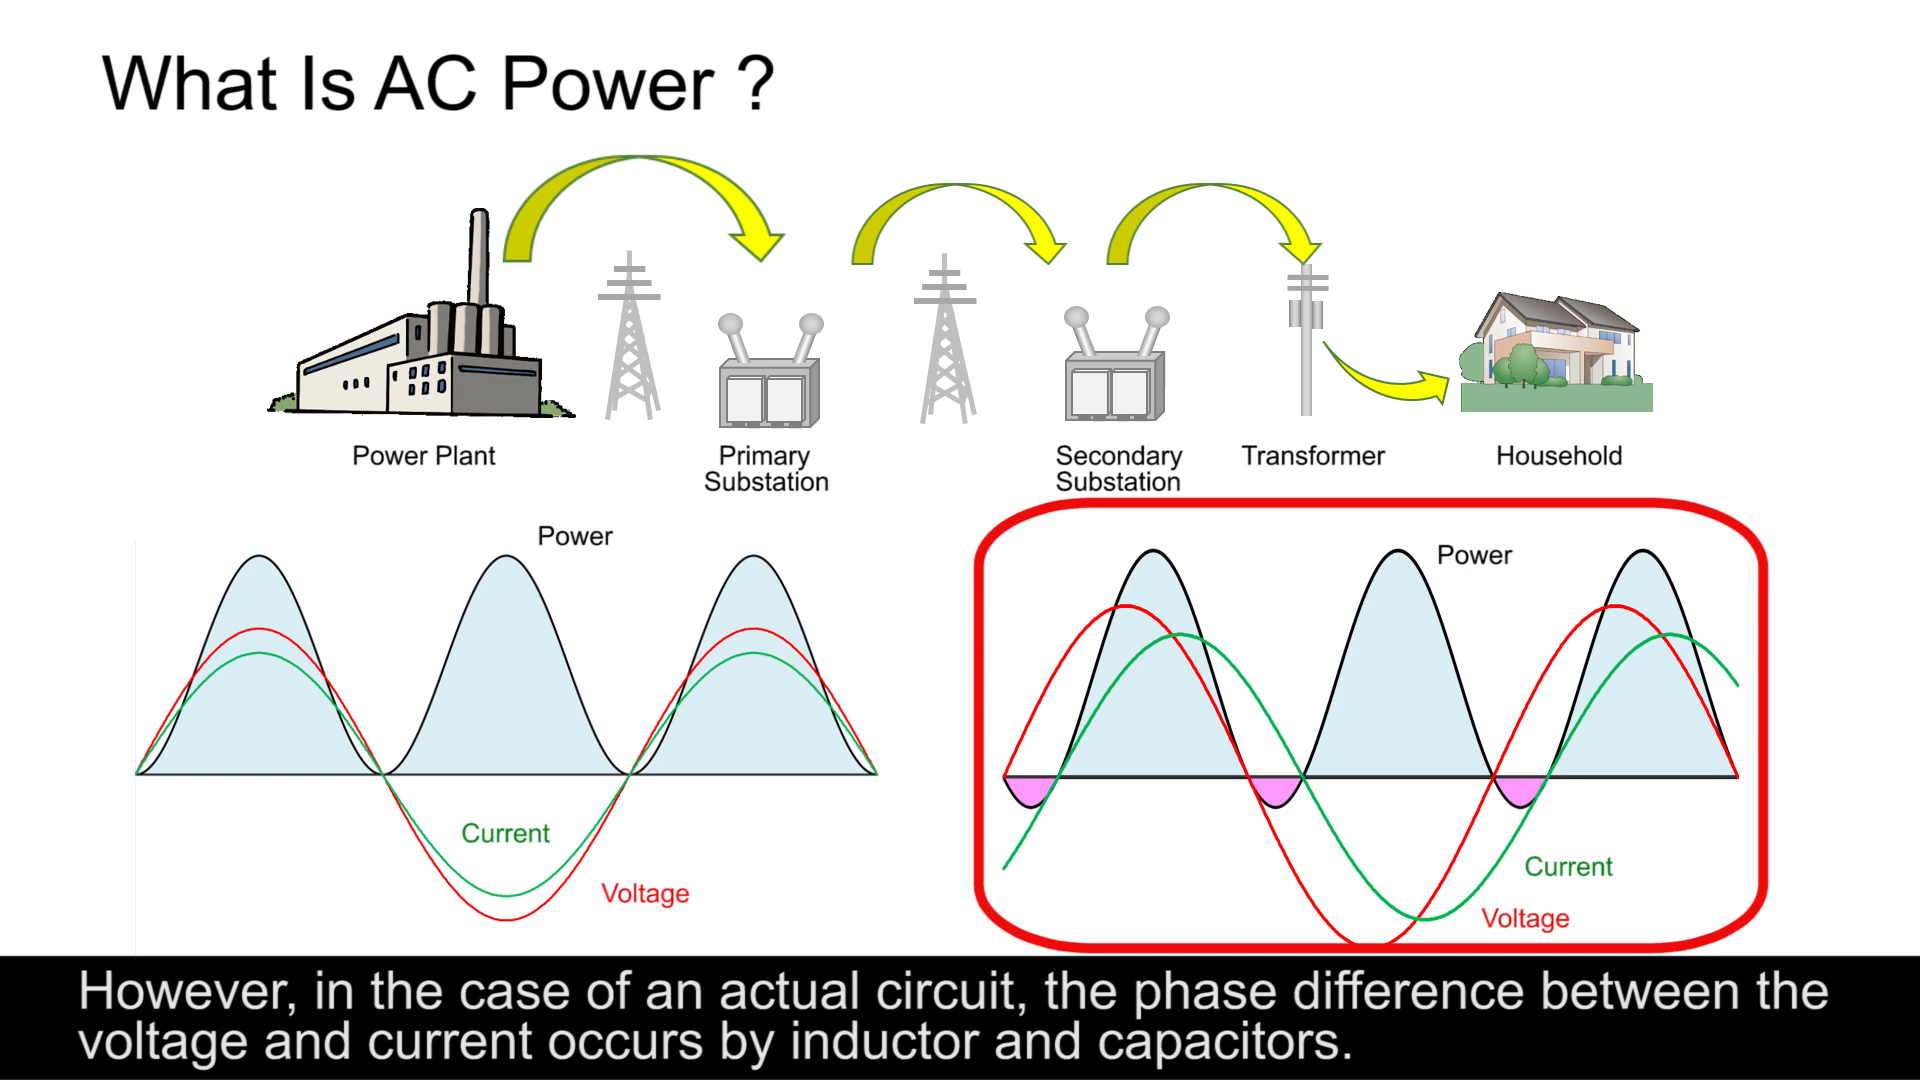 What Is AC Power ?
Power Plant
Primary
Substation
Secondary
Substation
Transformer
Household
Power
Current
Voltage
Power
Current
Voltage
However, in the case of an actual circuit, the phase difference between the
voltage and current occurs by inductor and capacitors.